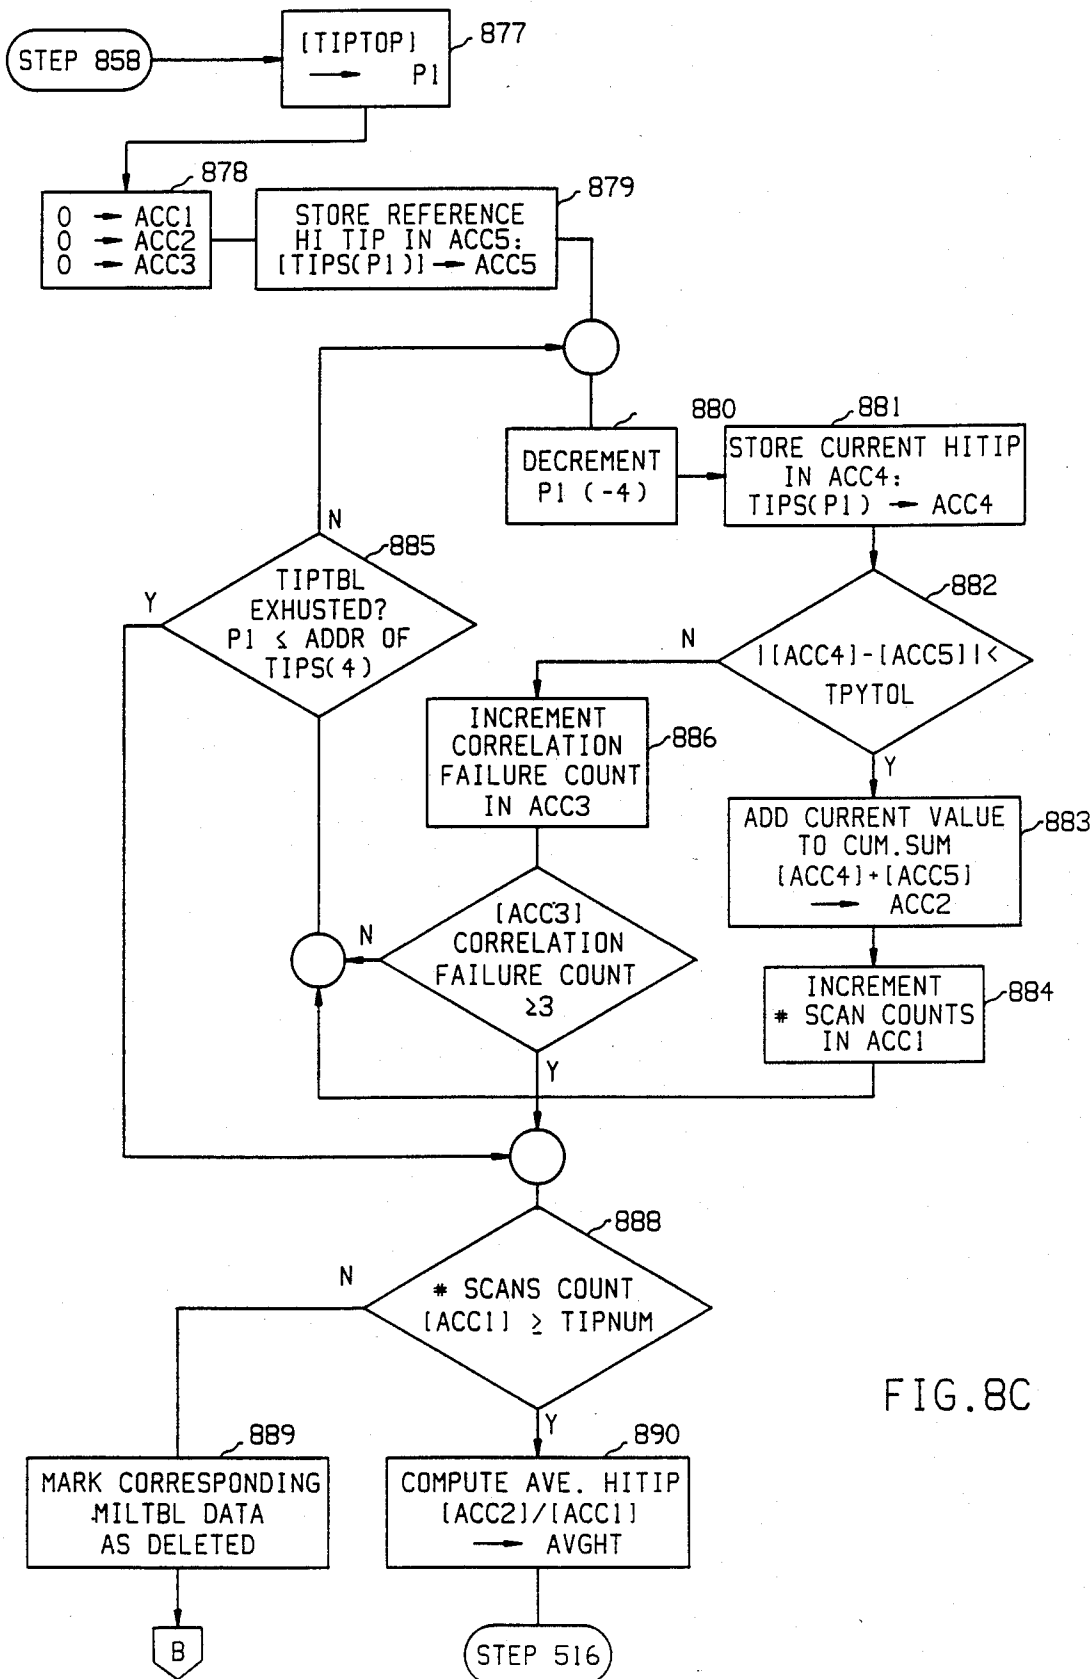 STEP 858
[TIPTOP]
→ P1
877
878
0 → ACC1
0 → ACC2
0 → ACC3
879
STORE REFERENCE
HI TIP IN ACC5:
[TIPS(P1)] → ACC5
880
DECREMENT
P1 (-4)
881
STORE CURRENT HITIP
IN ACC4:
TIPS(P1) → ACC4
N
885
TIPTBL
EXHUSTED?
P1 ≤ ADDR OF
TIPS(4)
Y
882
|[ACC4]-[ACC5]|<
TPYTOL
N
Y
INCREMENT
CORRELATION
FAILURE COUNT
IN ACC3
886
ADD CURRENT VALUE
TO CUM.SUM
[ACC4]+[ACC5]
→ ACC2
883
[ACC3]
CORRELATION
FAILURE COUNT
≥3
N
Y
INCREMENT
# SCAN COUNTS
IN ACC1
884
888
# SCANS COUNT
[ACC1] ≥ TIPNUM
N
Y
FIG.8C
889
MARK CORRESPONDING
MILTBL DATA
AS DELETED
890
COMPUTE AVE. HITIP
[ACC2]/[ACC1]
→ AVGHT
B
STEP 516